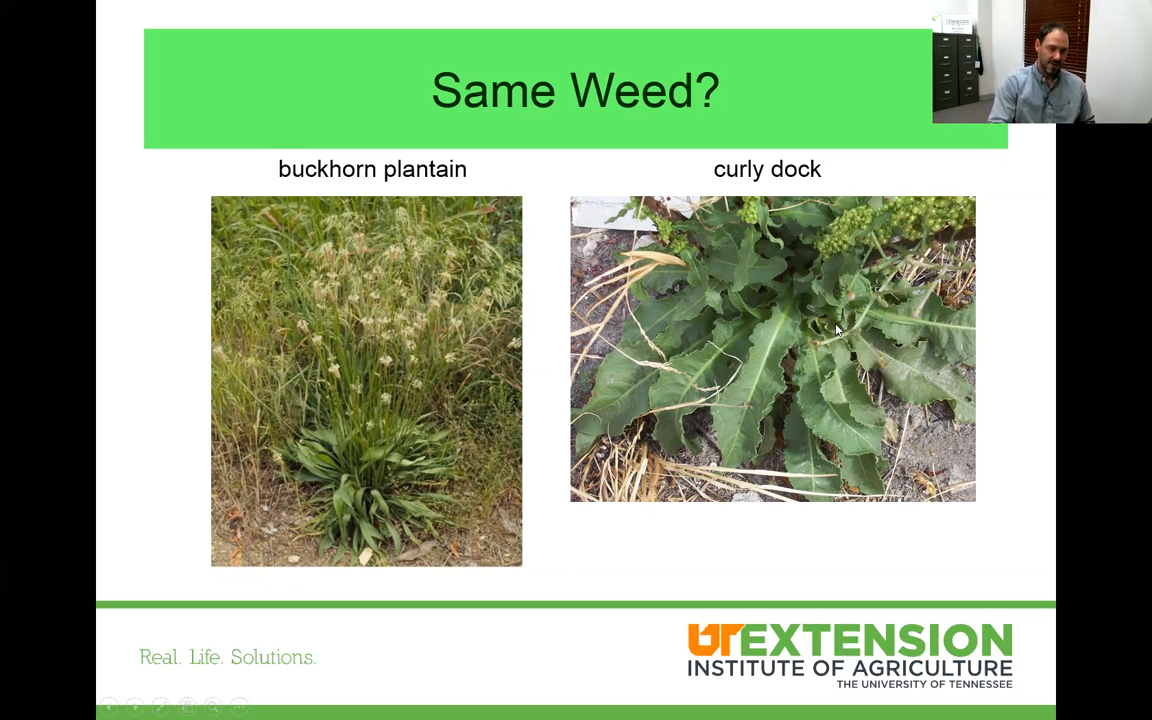 Same Weed?
buckhorn plantain
curly dock
Real. Life. Solutions.
UTEXTENSION
INSTITUTE OF AGRICULTURE
THE UNIVERSITY OF TENNESSEE